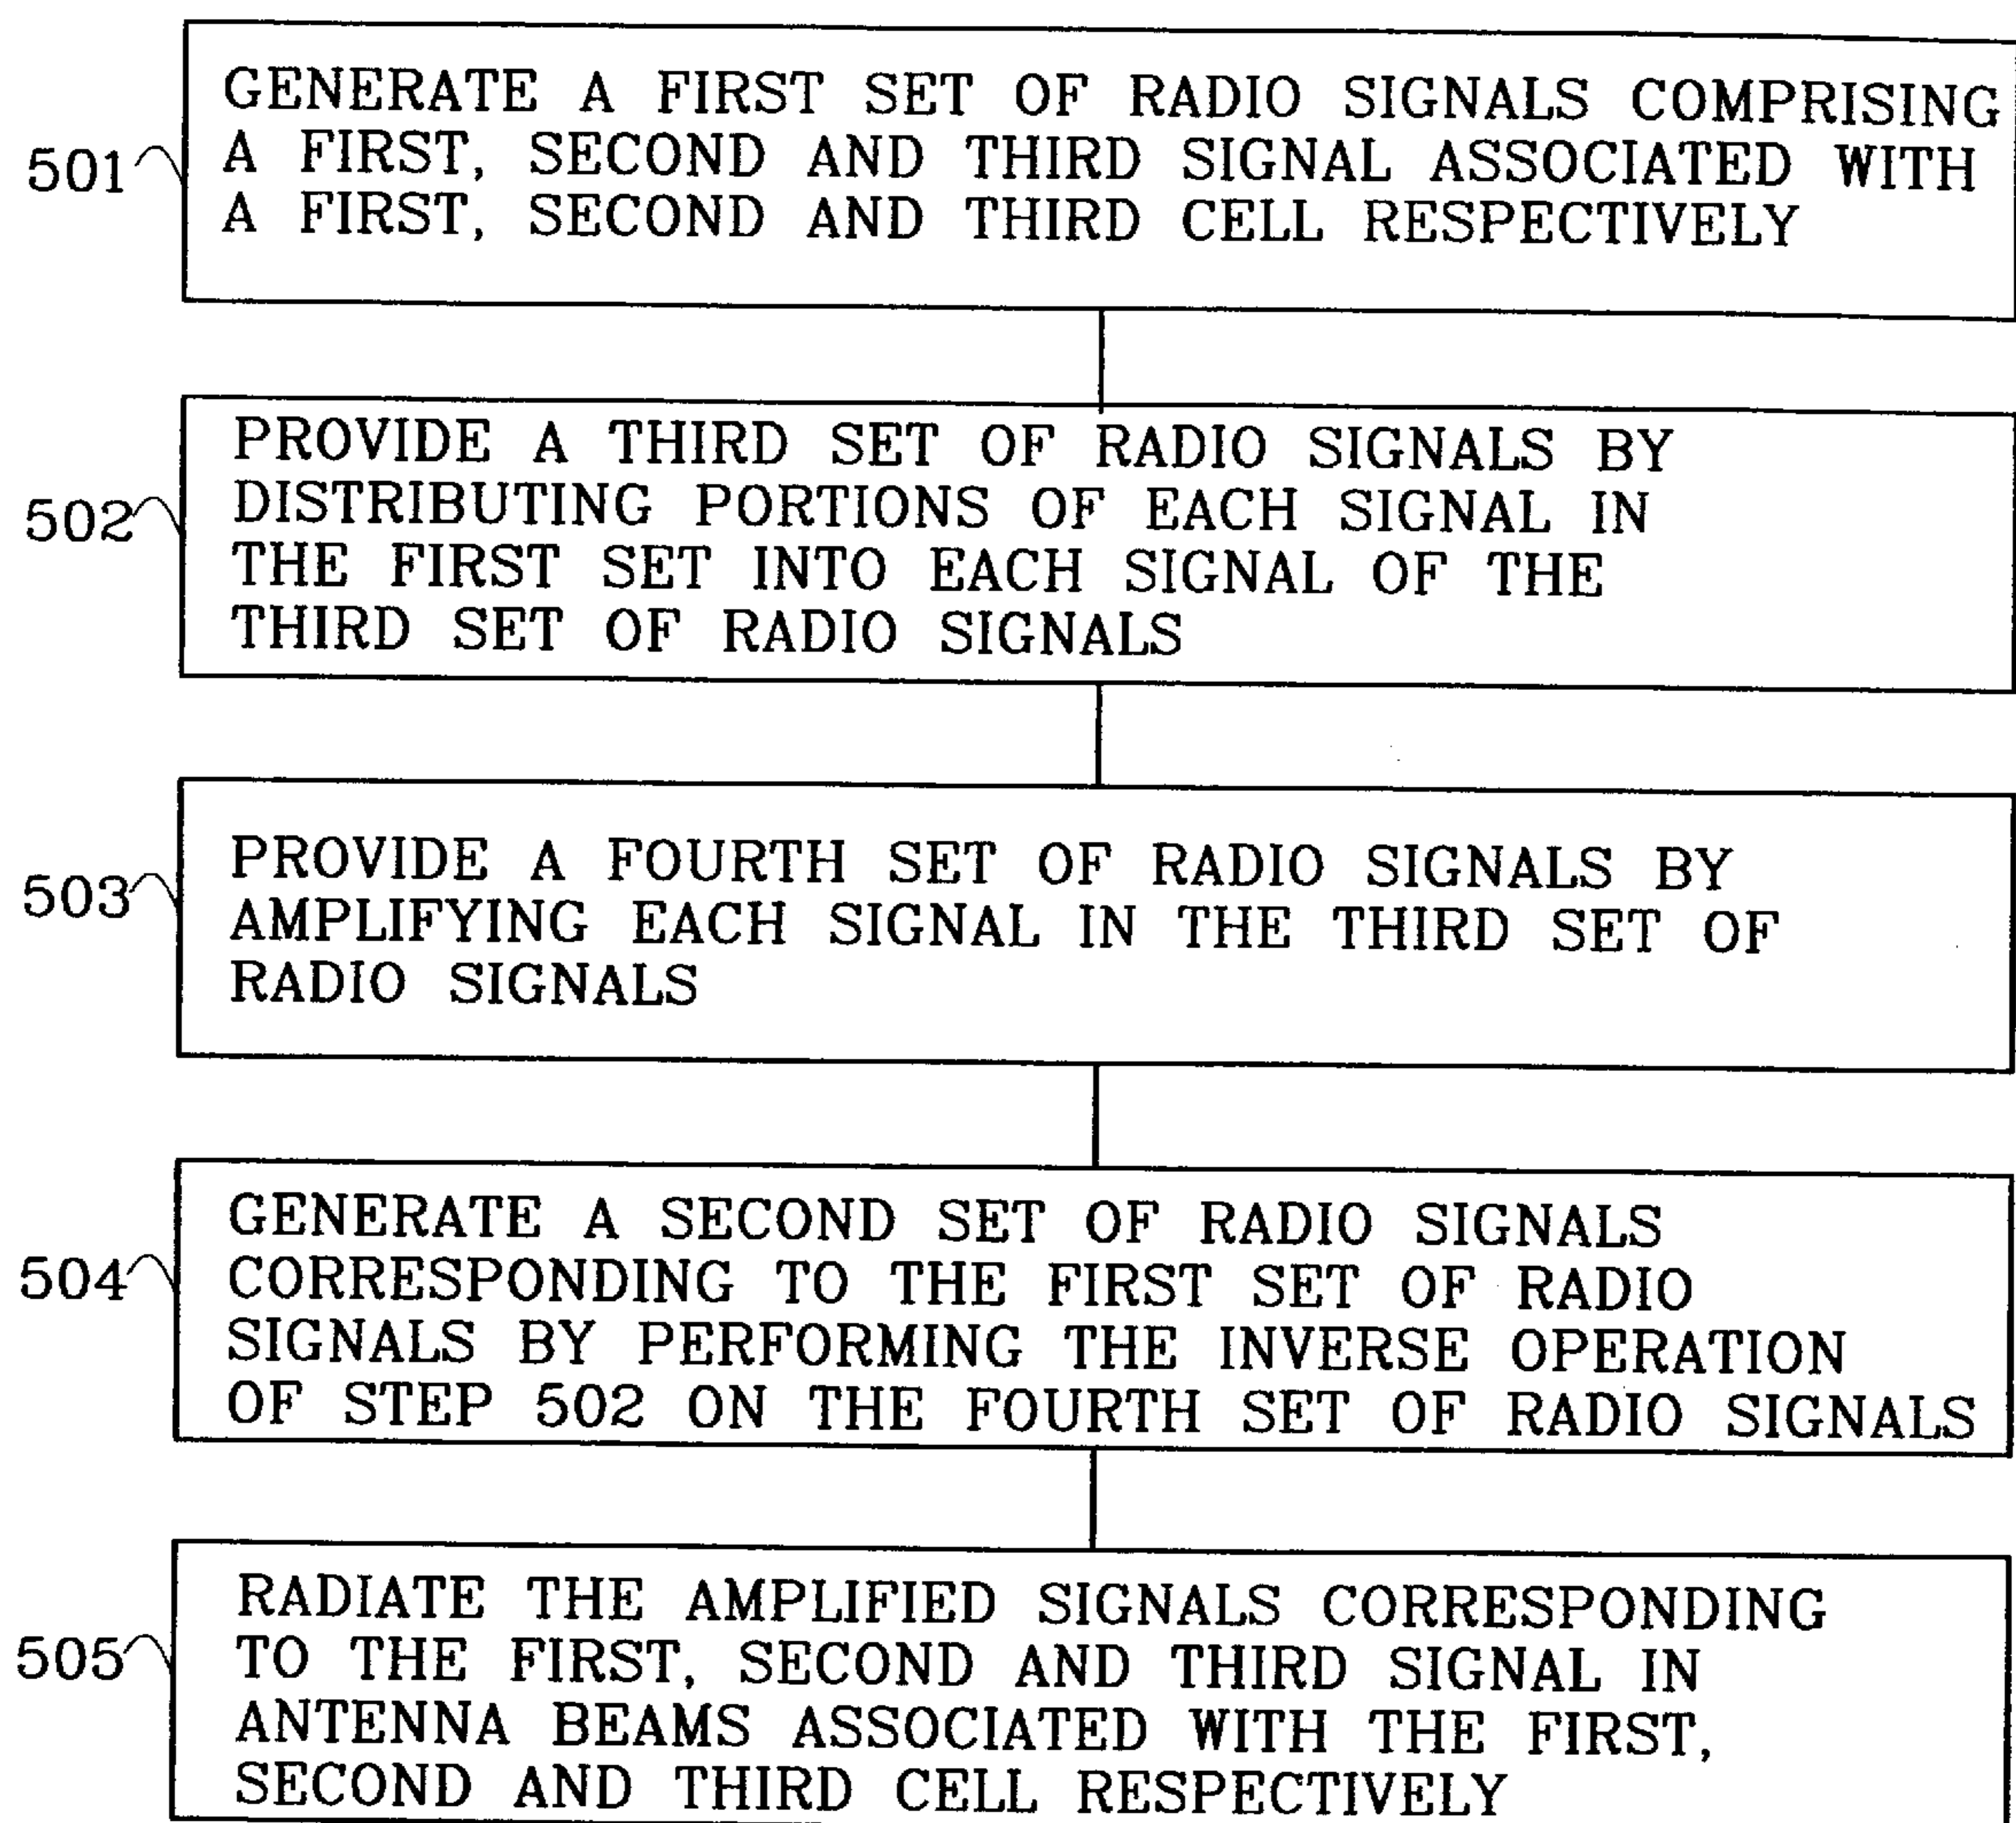 GENERATE A FIRST SET OF RADIO SIGNALS COMPRISING
501 A FIRST, SECOND AND THIRD SIGNAL ASSOCIATED WITH
A FIRST, SECOND AND THIRD CELL RESPECTIVELY
PROVIDE A THIRD SET OF RADIO SIGNALS BY
502 DISTRIBUTING PORTIONS OF EACH SIGNAL IN
THE FIRST SET INTO EACH SIGNAL OF THE
THIRD SET OF RADIO SIGNALS
PROVIDE A FOURTH SET OF RADIO SIGNALS BY
503 AMPLIFYING EACH SIGNAL IN THE THIRD SET OF
RADIO SIGNALS
GENERATE A SECOND SET OF RADIO SIGNALS
504 CORRESPONDING TO THE FIRST SET OF RADIO
SIGNALS BY PERFORMING THE INVERSE OPERATION
OF STEP 502 ON THE FOURTH SET OF RADIO SIGNALS
RADIATE THE AMPLIFIED SIGNALS CORRESPONDING
505 TO THE FIRST, SECOND AND THIRD SIGNAL IN
ANTENNA BEAMS ASSOCIATED WITH THE FIRST,
SECOND AND THIRD CELL RESPECTIVELY